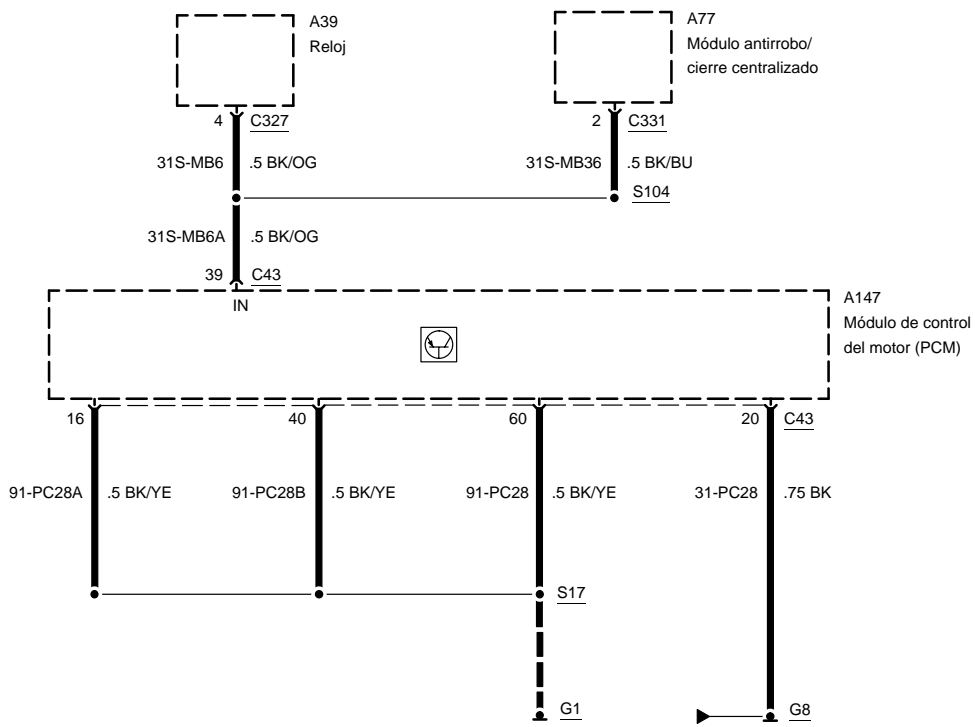 A39
Reloj
A77
Módulo antirrobo/
cierre centralizado
4 C327
2 C331
31S-MB6 .5 BK/OG
31S-MB36 .5 BK/BU
S104
31S-MB6A .5 BK/OG
39 C43
IN
A147
Módulo de control
del motor (PCM)
16 40 60 20 C43
91-PC28A .5 BK/YE 91-PC28B .5 BK/YE 91-PC28 .5 BK/YE 31-PC28 .75 BK
S17
G1 G8